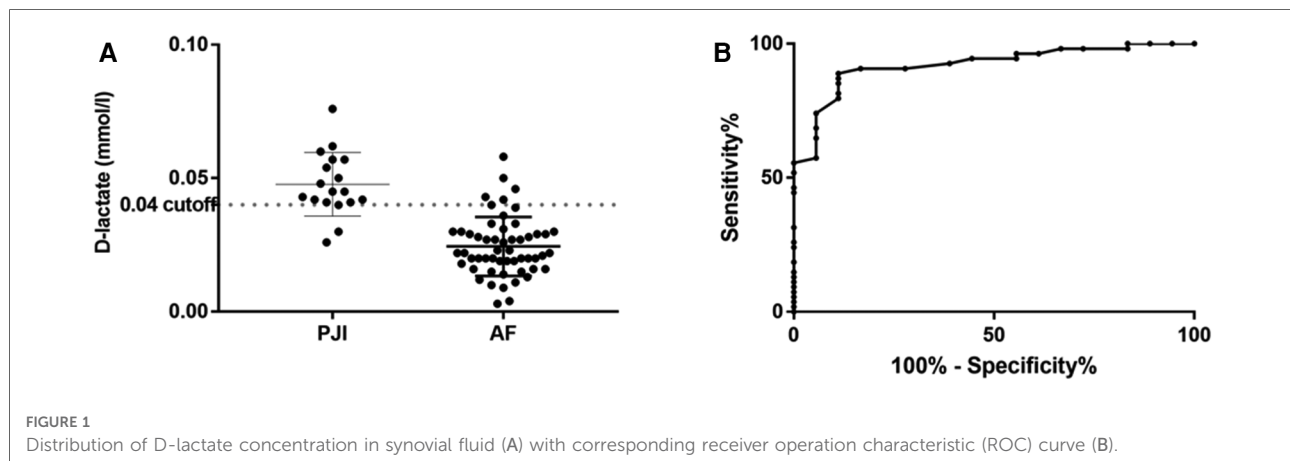 A
0.10
D-lactate (mmol/l)
0.05
0.04 cutoff
0.00
PJI
AF
B
100
Sensitivity%
50
0
0
50
100
100% - Specificity%
FIGURE 1
Distribution of D-lactate concentration in synovial fluid (A) with corresponding receiver operation characteristic (ROC) curve (B).